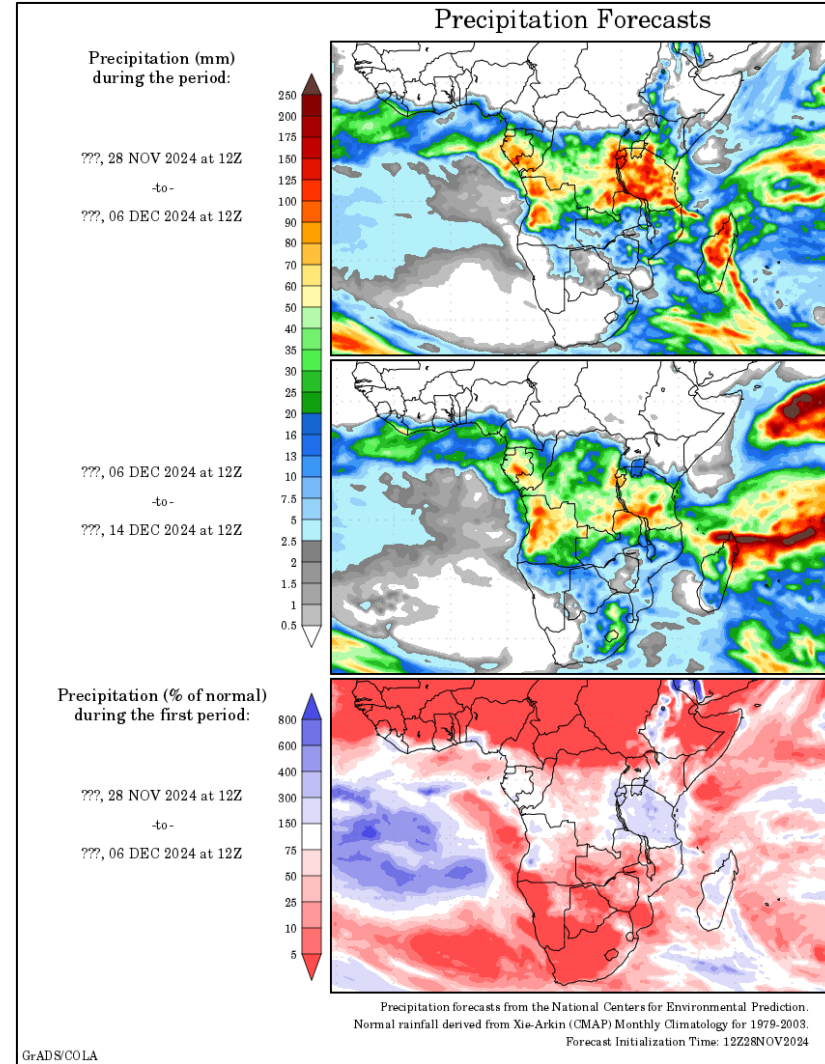 Precipitation Forecasts
Precipitation (mm)
during the period:
???, 28 NOV 2024 at 12Z
-to-
???, 06 DEC 2024 at 12Z
250
200
175
150
125
100
90
80
70
60
50
40
35
30
25
20
16
13
10
7.5
5
2.5
2
1.5
1
0.5
???, 06 DEC 2024 at 12Z
-to-
???, 14 DEC 2024 at 12Z
Precipitation (% of normal)
during the first period:
???, 28 NOV 2024 at 12Z
-to-
???, 06 DEC 2024 at 12Z
800
600
400
300
150
75
50
25
10
5
Precipitation forecasts from the National Centers for Environmental Prediction.
Normal rainfall derived from Xie-Arkin (CMAP) Monthly Climatology for 1979-2003.
Forecast Initialization Time: 12Z28NOV2024
GrADS/COLA